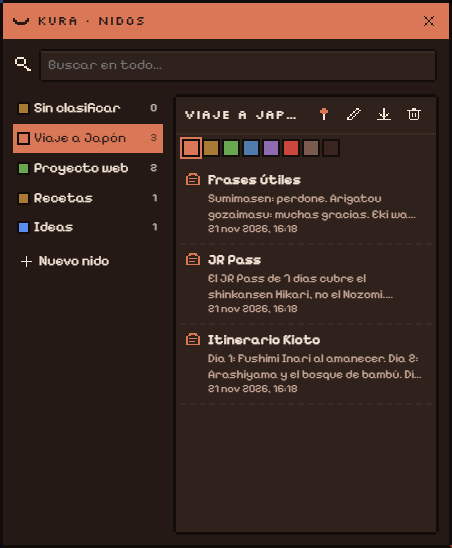 KURA · NIDOS
Buscar en todo...
Sin clasificar 0
Viaje a Japón 3
Proyecto web 2
Recetas 1
Ideas 1
Nuevo nido
VIAJE A JAP...
Frases útiles
Sumimasen: perdone. Arigatou
gozaimasu: muchas gracias. Eki wa...
21 nov 2026, 16:18
JR Pass
El JR Pass de 7 días cubre el
shinkansen Hikari, no el Nozomi....
21 nov 2026, 16:18
Itinerario Kioto
Día 1: Fushimi Inari al amanecer. Día 2:
Arashiyama y el bosque de bambú. Dí...
21 nov 2026, 16:18